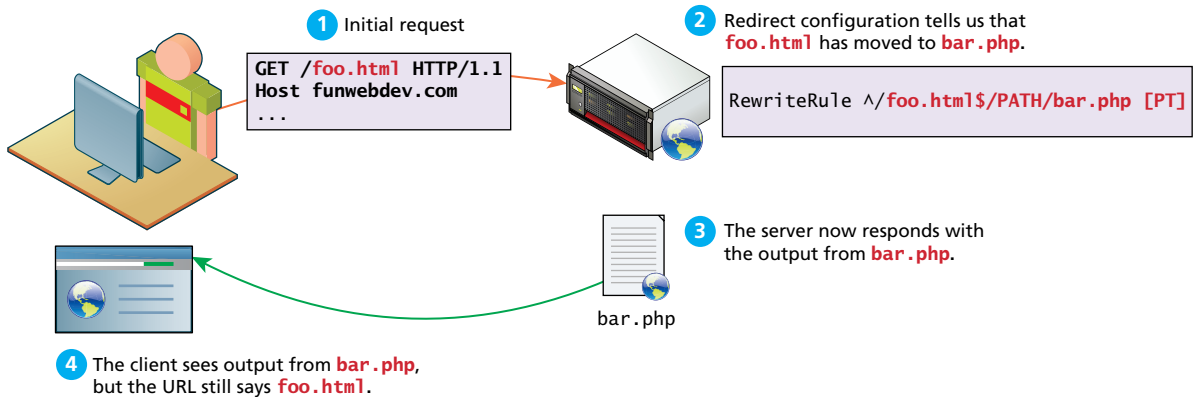 1 Initial request
GET /foo.html HTTP/1.1
Host funwebdev.com
...
2 Redirect configuration tells us that
foo.html has moved to bar.php.
RewriteRule ^/foo.html$/PATH/bar.php [PT]
3 The server now responds with
the output from bar.php.
bar.php
4 The client sees output from bar.php,
but the URL still says foo.html.